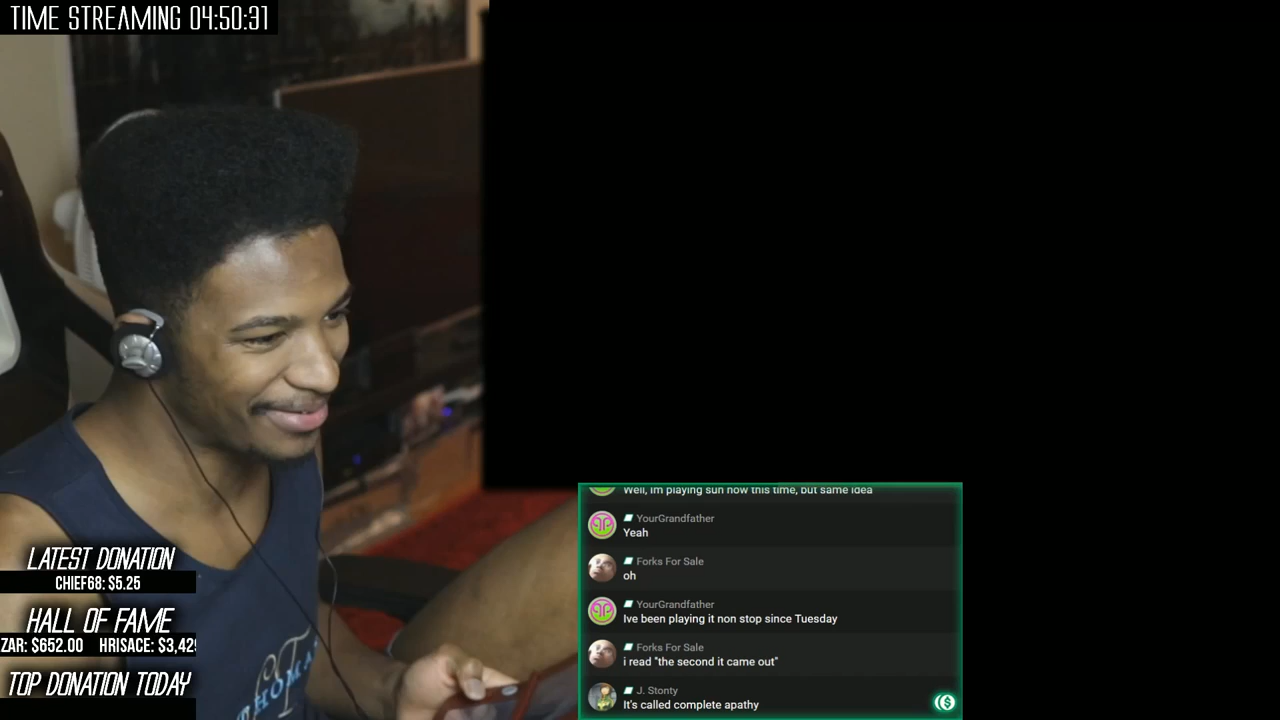 TIME STREAMING 04:50:31
Well, im playing sun now this time, but same idea
YourGrandfather
Yeah
Forks For Sale
oh
YourGrandfather
Ive been playing it non stop since Tuesday
Forks For Sale
i read "the second it came out"
J. Stonty
It's called complete apathy
LATEST DONATION
CHIEF68: $5.25
HALL OF FAME
ZAR: $652.00 HRISACE: $3,42
TOP DONATION TODAY